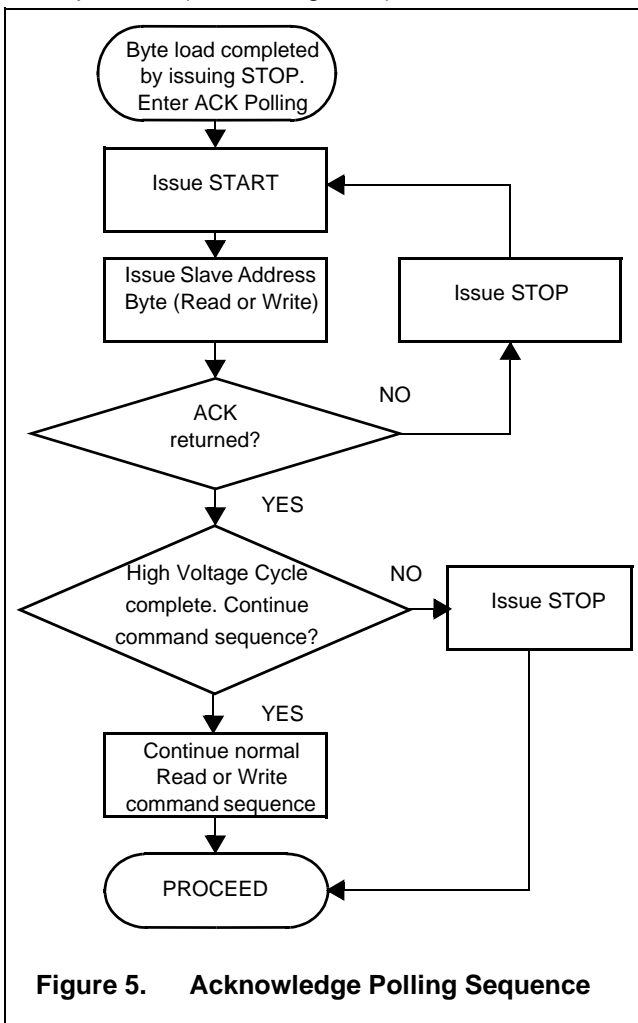 Byte load completed
by issuing STOP.
Enter ACK Polling
Issue START
Issue Slave Address
Byte (Read or Write)
Issue STOP
NO
ACK
returned?
YES
High Voltage Cycle
complete. Continue
command sequence?
NO
Issue STOP
YES
Continue normal
Read or Write
command sequence
PROCEED
Figure 5. Acknowledge Polling Sequence